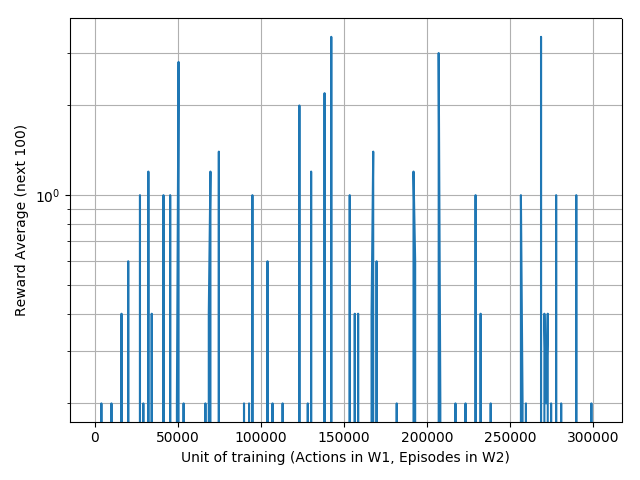 Reward Average (next 100)
10⁰
0 50000 100000 150000 200000 250000 300000
Unit of training (Actions in W1, Episodes in W2)